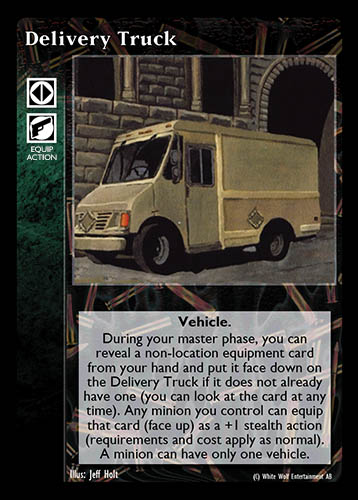 Delivery Truck
EQUIP
ACTION
Vehicle.
During your master phase, you can
reveal a non-location equipment card
from your hand and put it face down on
the Delivery Truck if it does not already
have one (you can look at the card at any
time). Any minion you control can equip
that card (face up) as a +1 stealth action
(requirements and cost apply as normal).
A minion can have only one vehicle.
Illus: Jeff Holt
(C) White Wolf Entertainment AB